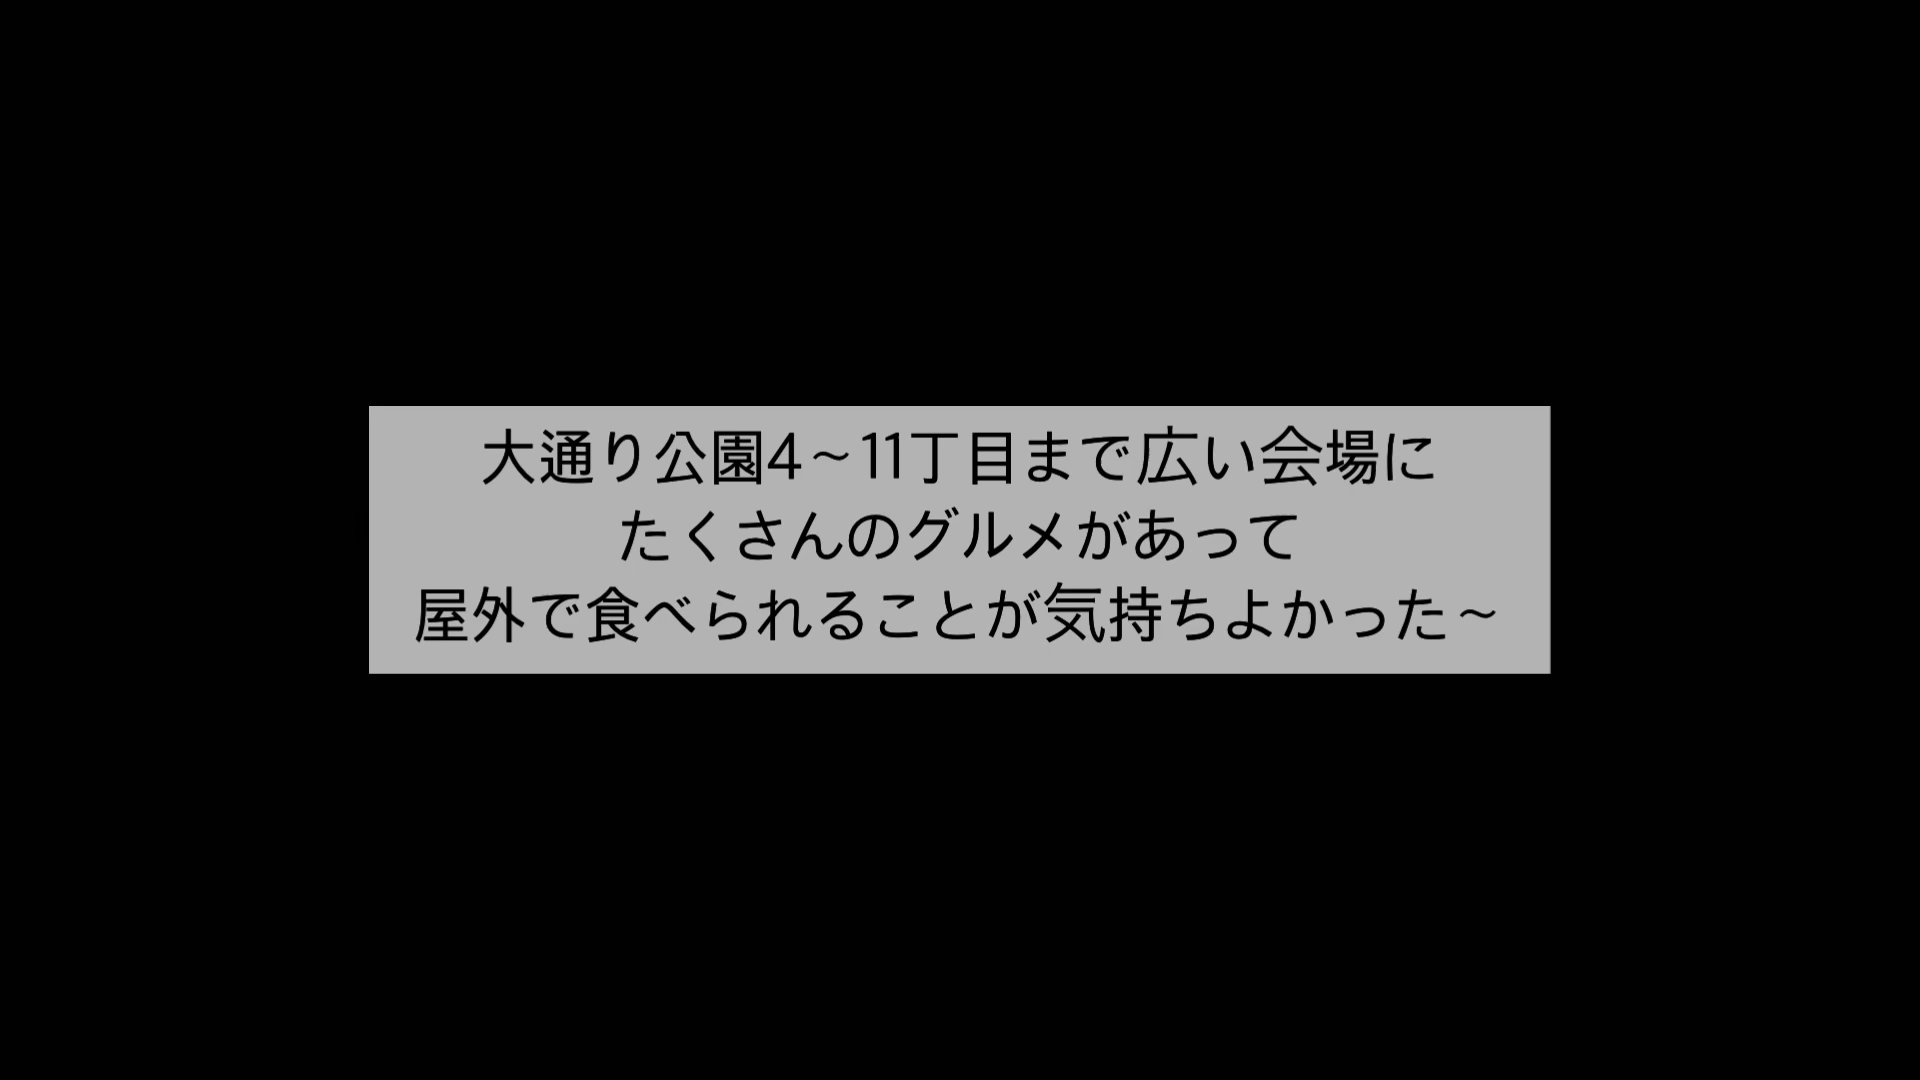 大通り公園4～11丁目まで広い会場に
たくさんのグルメがあって
屋外で食べられることが気持ちよかった～